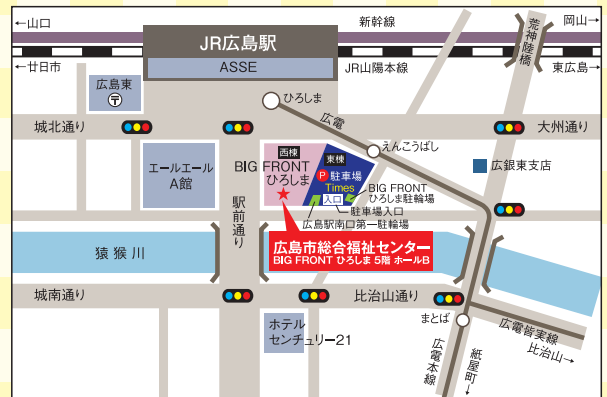 ←山口
新幹線
岡山→
荒神陸橋
JR広島駅
ASSE
←廿日市
JR山陽本線
東広島→
広島東
〒
ひろしま
広電
城北通り
大州通り
えんこうばし
西棟
東棟
BIG FRONT
ひろしま
P 駐車場
Times
入口
広銀東支店
エールエール
A館
BIG FRONT
ひろしま駐輪場
駐車場入口
広島駅南口第一駐輪場
駅前通り
猿猴川
広島市総合福祉センター
BIG FRONT ひろしま 5階 ホールB
城南通り
比治山通り
まとば
ホテル
センチュリー21
広電皆実線
比治山→
広電本線
紙屋町→